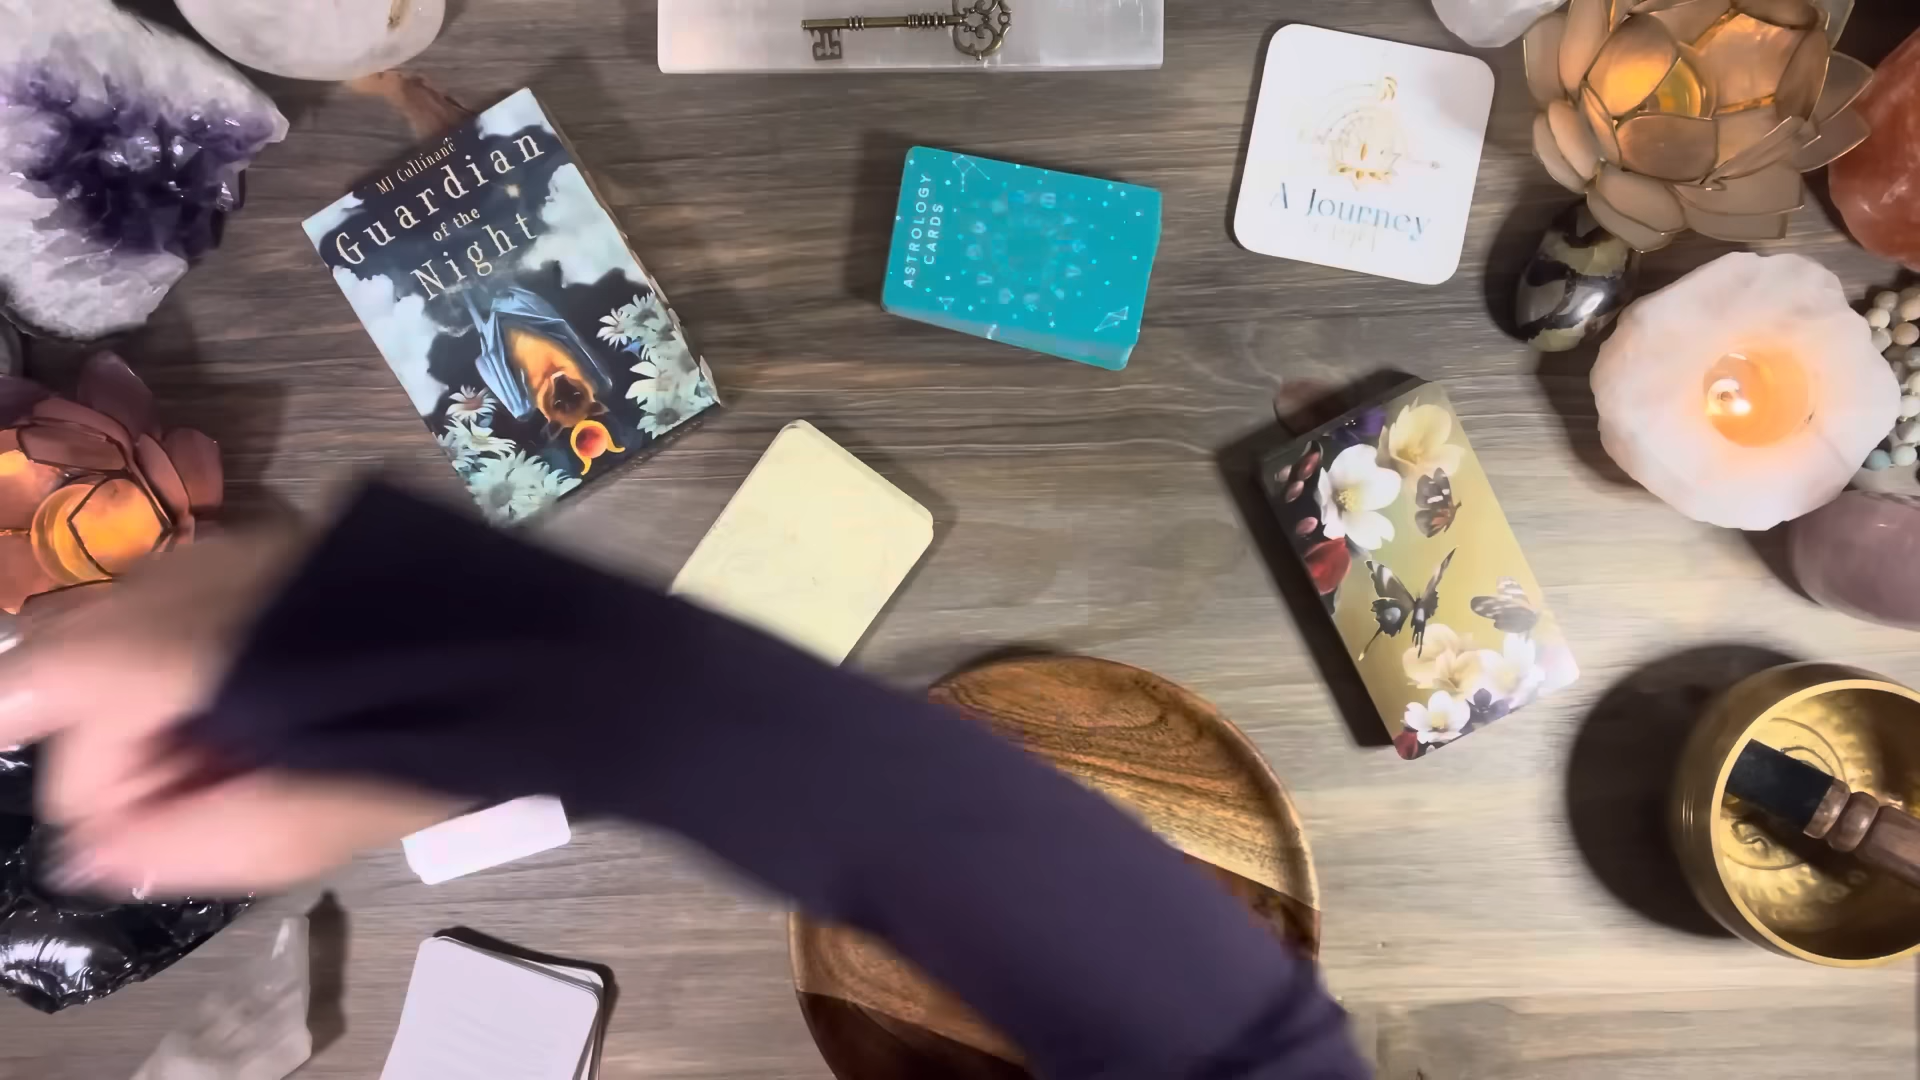 MJ Cullinane
Guardian
of the
Night
ASTROLOGY
CARDS
A Journey